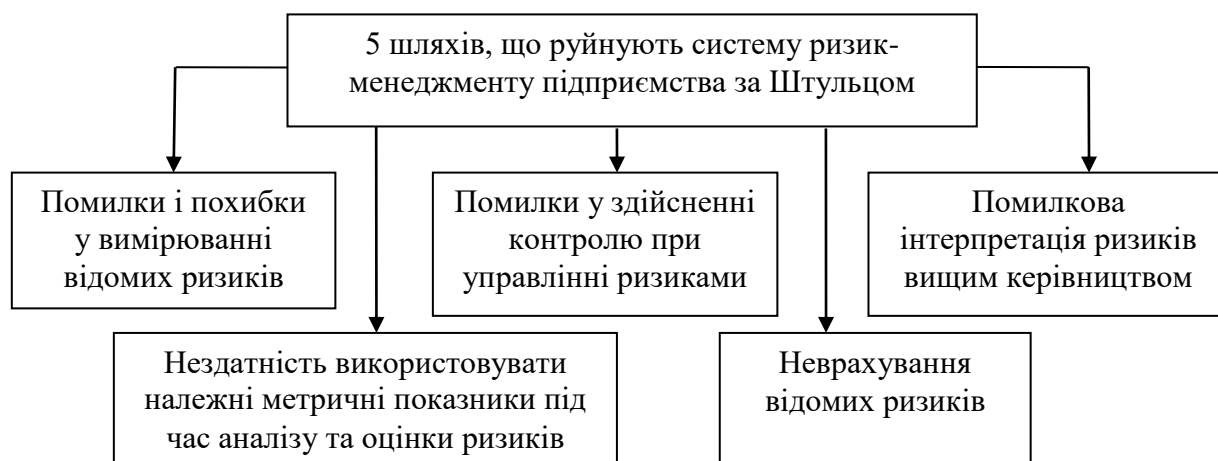 5 шляхів, що руйнують систему ризик-
менеджменту підприємства за Штульцом
Помилки і похибки
у вимірюванні
відомих ризиків
Помилки у здійсненні
контролю при
управлінні ризиками
Помилкова
інтерпретація ризиків
вищим керівництвом
Нездатність використовувати
належні метричні показники під
час аналізу та оцінки ризиків
Неврахування
відомих ризиків